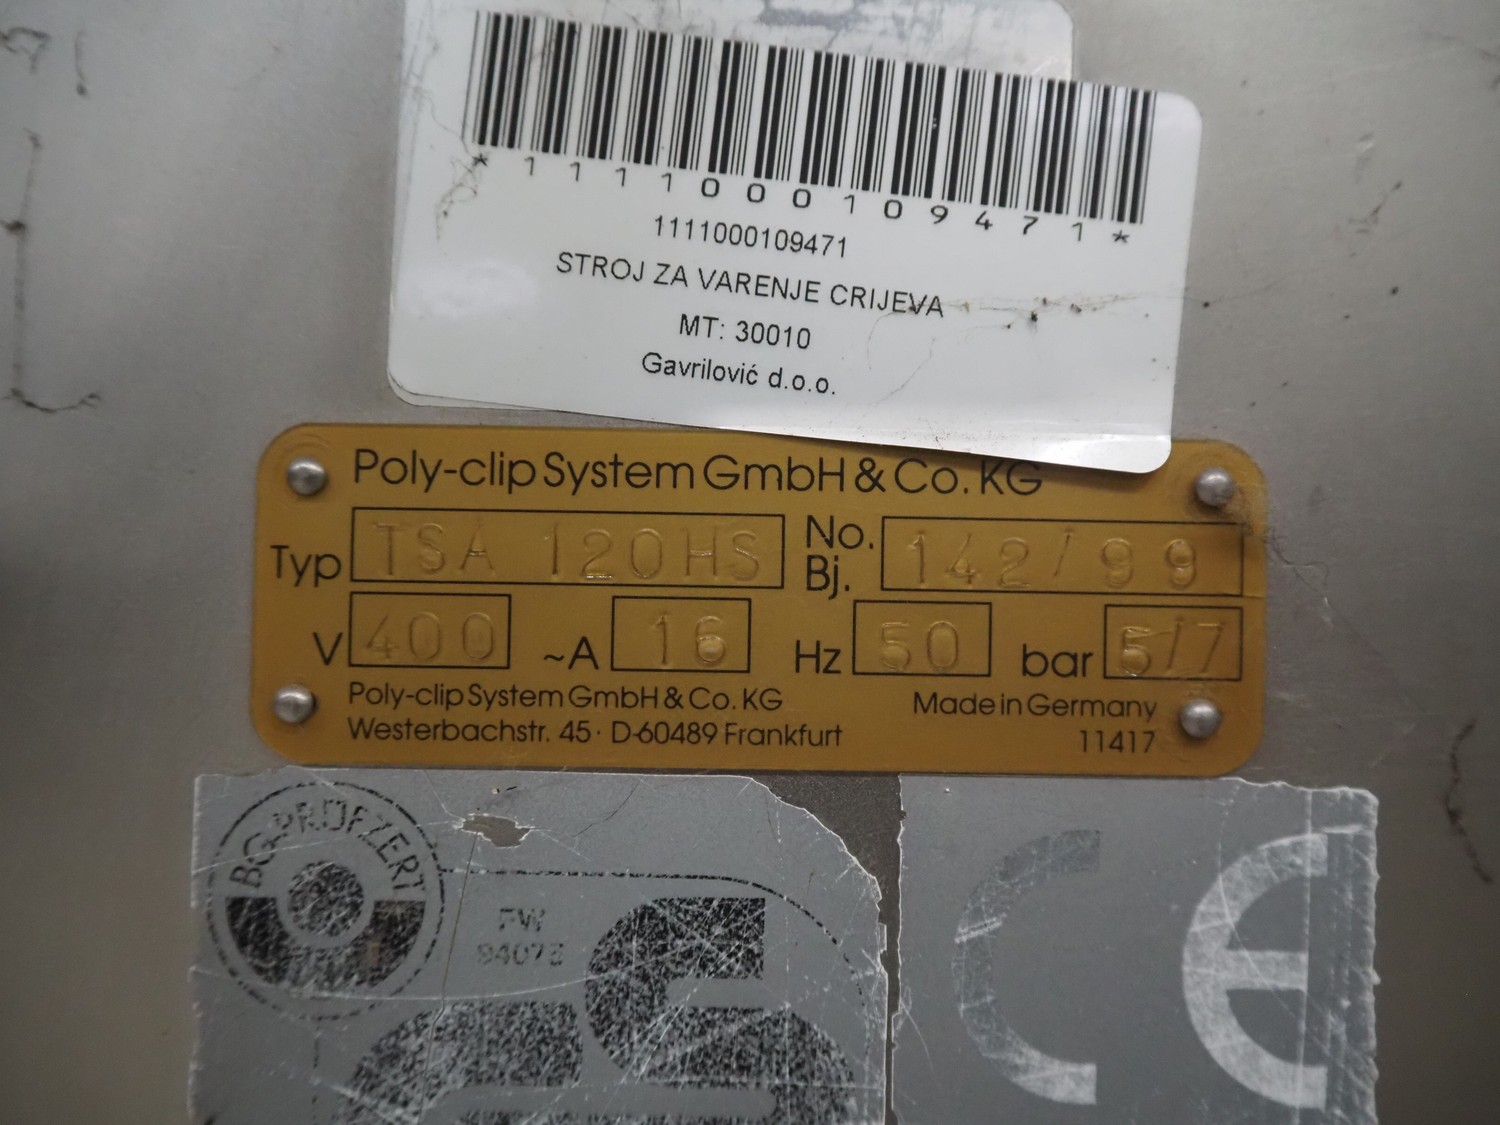 *1111000109471*
1111000109471
STROJ ZA VARENJE CRIJEVA
MT: 30010
Gavrilović d.o.o.
Poly-clip System GmbH & Co. KG
Typ TSA 120HS No. Bj. 142/99
V 400 ~A 16 Hz 50 bar 5/7
Poly-clip System GmbH & Co. KG
Westerbachstr. 45 · D-60489 Frankfurt
Made in Germany
11417
BG-PRÜFZERT
GS
CE